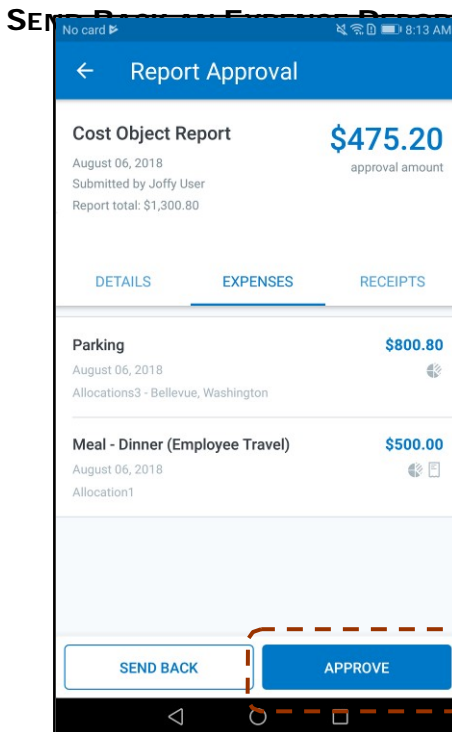 No card 8:13 AM
Report Approval
Cost Object Report $475.20
August 06, 2018 approval amount
Submitted by Joffy User
Report total: $1,300.80
DETAILS EXPENSES RECEIPTS
Parking $800.80
August 06, 2018
Allocations3 - Bellevue, Washington
Meal - Dinner (Employee Travel) $500.00
August 06, 2018
Allocation1
SEND BACK APPROVE